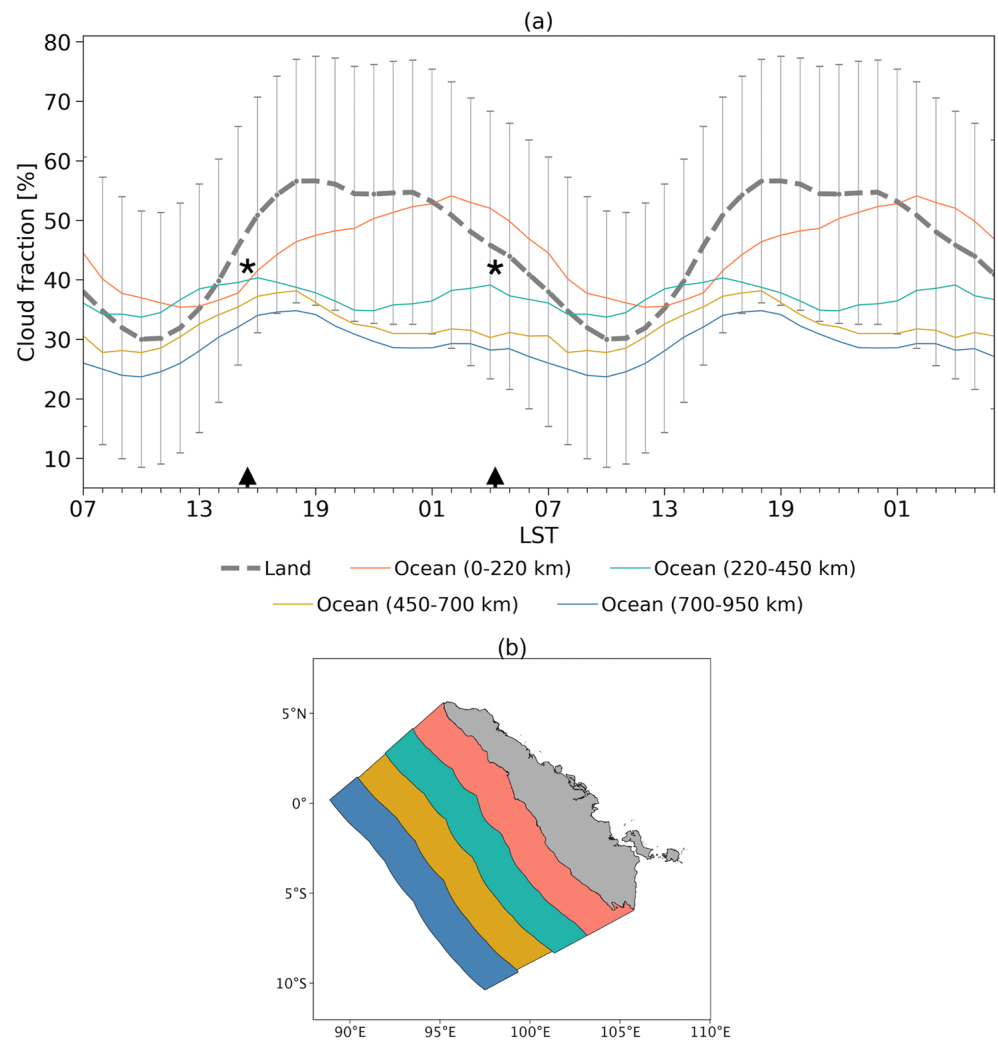 (a)
80
70
60
50
40
30
20
10
Cloud fraction [%]
07 13 19 01 07 13 19 01
LST
Land Ocean (0-220 km) Ocean (220-450 km)
Ocean (450-700 km) Ocean (700-950 km)
(b)
5°N
0°
5°S
10°S
90°E 95°E 100°E 105°E 110°E